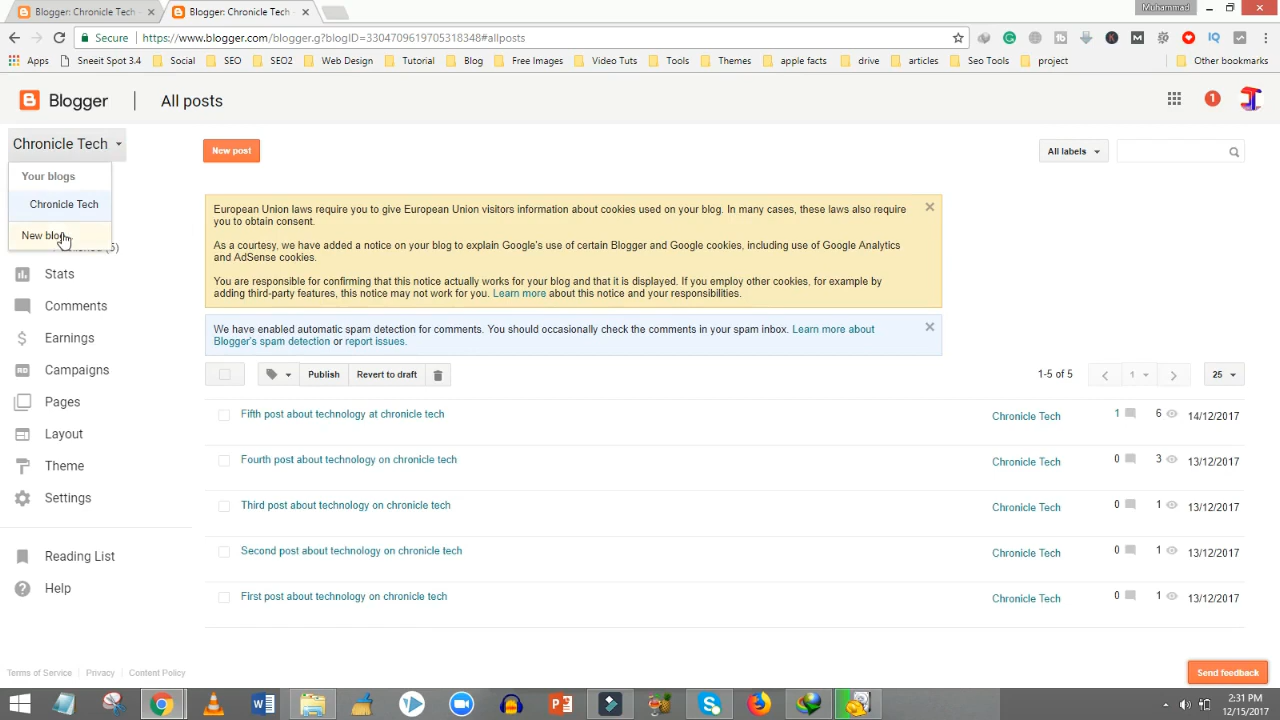 Blogger: Chronicle Tech
Blogger: Chronicle Tech
Muhammad
Secure
https://www.blogger.com/blogger.g?blogID=3304709619705318348#allposts
Apps
Sneeit Spot 3.4
Social
SEO
SEO2
Web Design
Tutorial
Blog
Free Images
Video Tuts
Tools
Themes
apple facts
drive
articles
Seo Tools
project
Other bookmarks
Blogger
All posts
1
Chronicle Tech
Your blogs
Chronicle Tech
New blog
Stats
Comments
Earnings
Campaigns
Pages
Layout
Theme
Settings
Reading List
Help
New post
All labels
European Union laws require you to give European Union visitors information about cookies used on your blog. In many cases, these laws also require
you to obtain consent.
As a courtesy, we have added a notice on your blog to explain Google's use of certain Blogger and Google cookies, including use of Google Analytics
and AdSense cookies.
You are responsible for confirming that this notice actually works for your blog and that it is displayed. If you employ other cookies, for example by
adding third-party features, this notice may not work for you. Learn more about this notice and your responsibilities.
We have enabled automatic spam detection for comments. You should occasionally check the comments in your spam inbox. Learn more about
Blogger's spam detection or report issues.
Publish
Revert to draft
1-5 of 5
1
25
Fifth post about technology at chronicle tech
Chronicle Tech
1
6
14/12/2017
Fourth post about technology on chronicle tech
Chronicle Tech
0
3
13/12/2017
Third post about technology on chronicle tech
Chronicle Tech
0
1
13/12/2017
Second post about technology on chronicle tech
Chronicle Tech
0
1
13/12/2017
First post about technology on chronicle tech
Chronicle Tech
0
1
13/12/2017
Terms of Service
Privacy
Content Policy
Send feedback
2:31 PM
12/15/2017